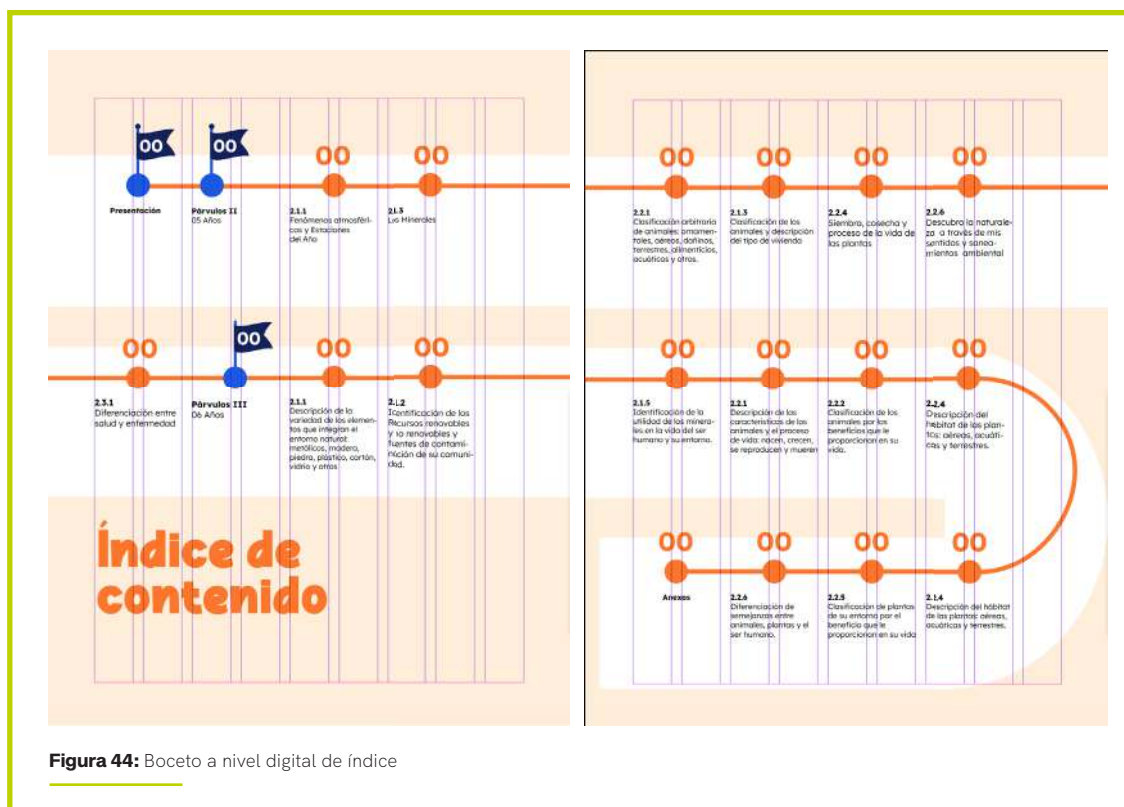 00
00
00
00
Presentación
Párvulos II
05 Años
2.1.1
Fenómenos atmosféri-
cos y Estaciones
del Año
2.1.3
Los Minerales
00
00
00
00
2.3.1
Diferenciación entre
salud y enfermedad
Párvulos III
06 Años
2.1.1
Descripción de la
variedad de los elemen-
tos que integran el
entorno natural:
metálicos, madera,
piedra, plástico, cartón,
vidrio y otros
2.1.2
Identificación de los
Recursos renovables
y no renovables y
fuentes de contami-
nación de su comuni-
dad.
Índice de
contenido
00
00
00
00
2.2.1
Clasificación arbitraria
de animales: ornamen-
tales, aéreos, dañinos,
terrestres, alimenticios,
acuáticos y otros.
2.1.3
Clasificación de los
animales y descripción
del tipo de vivienda
2.2.4
Siembra, cosecha y
proceso de la vida de
las plantas
2.2.6
Descubro la naturale-
za a través de mis
sentidos y sanea-
mientos ambiental
00
00
00
00
2.1.5
Identificación de la
utilidad de los minera-
les en la vida del ser
humano y su entorno.
2.2.1
Descripción de las
características de los
animales y el proceso
de vida: nacen, crecen,
se reproducen y mueren
2.2.2
Clasificación de los
animales por los
beneficios que le
proporcionan en su
vida.
2.2.4
Descripción del
hábitat de las plan-
tas: aéreas, acuáti-
cas y terrestres.
00
00
00
00
Anexos
2.2.6
Diferenciación de
semejanzas entre
animales, plantas y el
ser humano.
2.2.5
Clasificación de plantas
de su entorno por el
beneficio que le
proporcionan en su vida
2.1.4
Descripción del hábitat
de las plantas: aéreas,
acuáticas y terrestres.
Figura 44: Boceto a nivel digital de índice